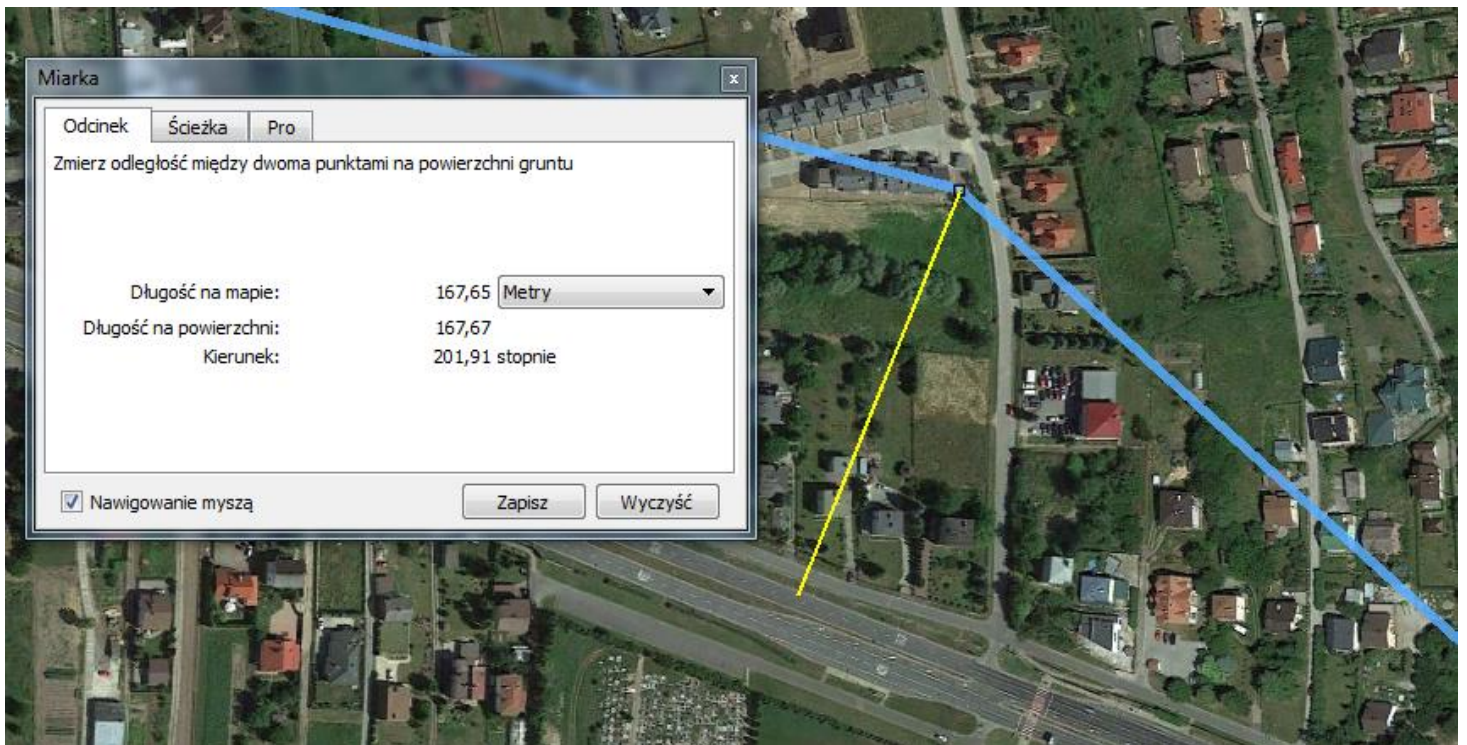 Miarka
Odcinek Ścieżka Pro
Zmierz odległość między dwoma punktami na powierzchni gruntu
Długość na mapie: 167,65 Metry
Długość na powierzchni: 167,67
Kierunek: 201,91 stopnie
Nawigowanie myszą Zapisz Wyczyść